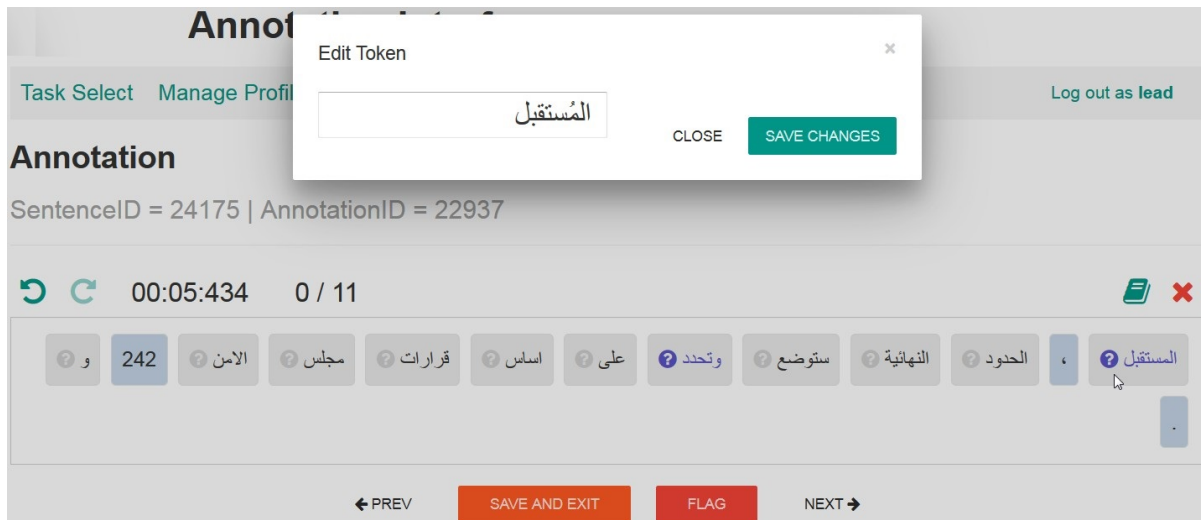 Annot
Edit Token
×
Task Select Manage Profil
Log out as lead
المُستقبل
CLOSE SAVE CHANGES
Annotation
SentenceID = 24175 | AnnotationID = 22937
00:05:434 0 / 11
المستقبل ، الحدود النهائية ستوضع وتحدد على اساس قرارات مجلس الامن 242 و
.
PREV SAVE AND EXIT FLAG NEXT